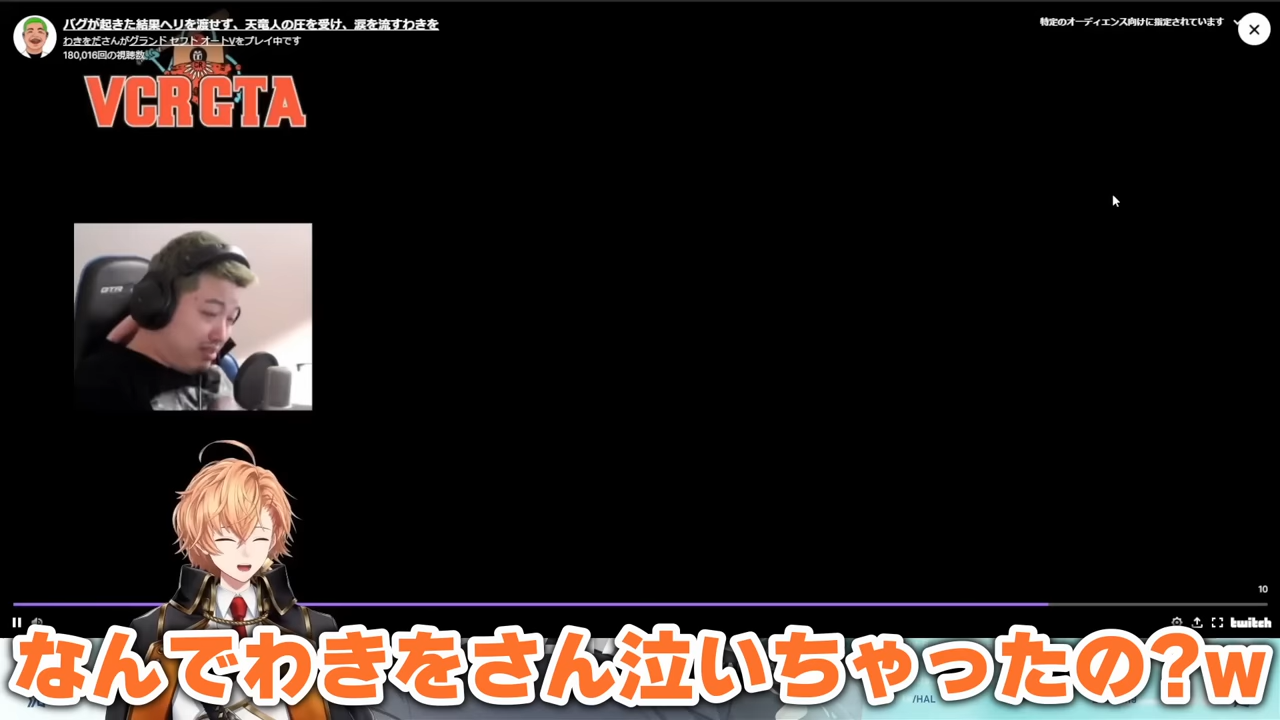 バグが起きた結果ヘリを渡せず、天竜人の圧を受け、涙を流すわきを
わきをださんがグランド セフト オートVをプレイ中です
180,016回の視聴数
特定のオーディエンス向けに指定されています
VCRGTA
10
twitch
なんでわきをさん泣いちゃったの?w
/HAL